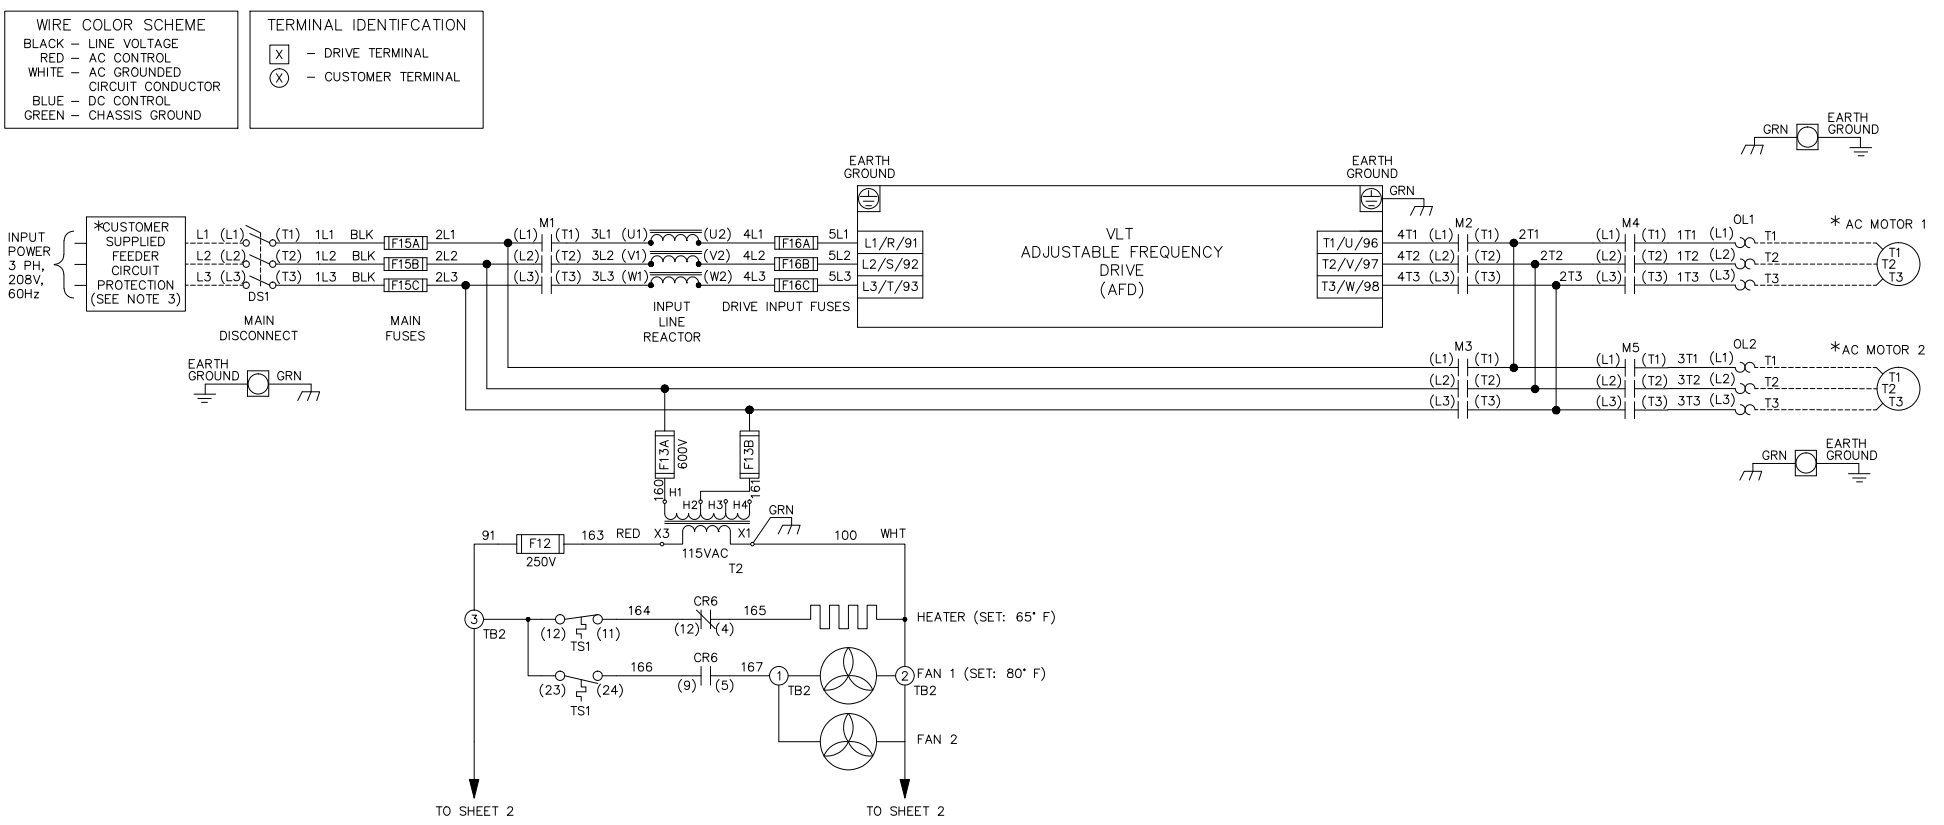 WIRE COLOR SCHEME
BLACK – LINE VOLTAGE
RED – AC CONTROL
WHITE – AC GROUNDED
CIRCUIT CONDUCTOR
BLUE – DC CONTROL
GREEN – CHASSIS GROUND
TERMINAL IDENTIFCATION
X – DRIVE TERMINAL
X – CUSTOMER TERMINAL
GRN EARTH
GROUND
EARTH
GROUND
EARTH
GROUND
GRN
INPUT
POWER
3 PH,
208V,
60Hz
*CUSTOMER
SUPPLIED
FEEDER
CIRCUIT
PROTECTION
(SEE NOTE 3)
L1 (L1) (T1) 1L1 BLK F15A 2L1 (L1) M1 (T1) 3L1 (U1) (U2) 4L1 F16A 5L1 L1/R/91
L2 (L2) 1L2 BLK F15B 2L2 (L2) (T2) 3L2 (V1) (V2) 4L2 F16B 5L2 L2/S/92
L3 (L3) (T3) 1L3 BLK F15C 2L3 (L3) (T3) 3L3 (W1) (W2) 4L3 F16C 5L3 L3/T/93
DS1
MAIN
DISCONNECT
MAIN
FUSES
INPUT
LINE
REACTOR
DRIVE INPUT FUSES
VLT
ADJUSTABLE FREQUENCY
DRIVE
(AFD)
T1/U/96 4T1 (L1) M2 (T1) 2T1 (L1) M4 (T1) 1T1 (L1) OL1 T1
T2/V/97 4T2 (L2) (T2) 2T2 (L2) (T2) 1T2 (L2) T2
T3/W/98 4T3 (L3) (T3) 2T3 (L3) (T3) 1T3 (L3) T3
* AC MOTOR 1
T1
T2
T3
EARTH
GROUND GRN
(L1) M3 (T1) (L1) M5 (T1) 3T1 (L1) OL2 T1
(L2) (T2) (L2) (T2) 3T2 (L2) T2
(L3) (T3) (L3) (T3) 3T3 (L3) T3
*AC MOTOR 2
T1
T2
T3
GRN EARTH
GROUND
F13A
600V
F13B
160
161
H1
H2 H3 H4
GRN
91 F12 163 RED X3 X1 100 WHT
250V
115VAC
T2
3
TB2
(12) (11)
TS1
164
CR6
(12) (4)
165
HEATER (SET: 65° F)
(23) (24)
TS1
166
CR6
(9) (5)
167
1
TB2
2
TB2
FAN 1 (SET: 80° F)
FAN 2
TO SHEET 2
TO SHEET 2